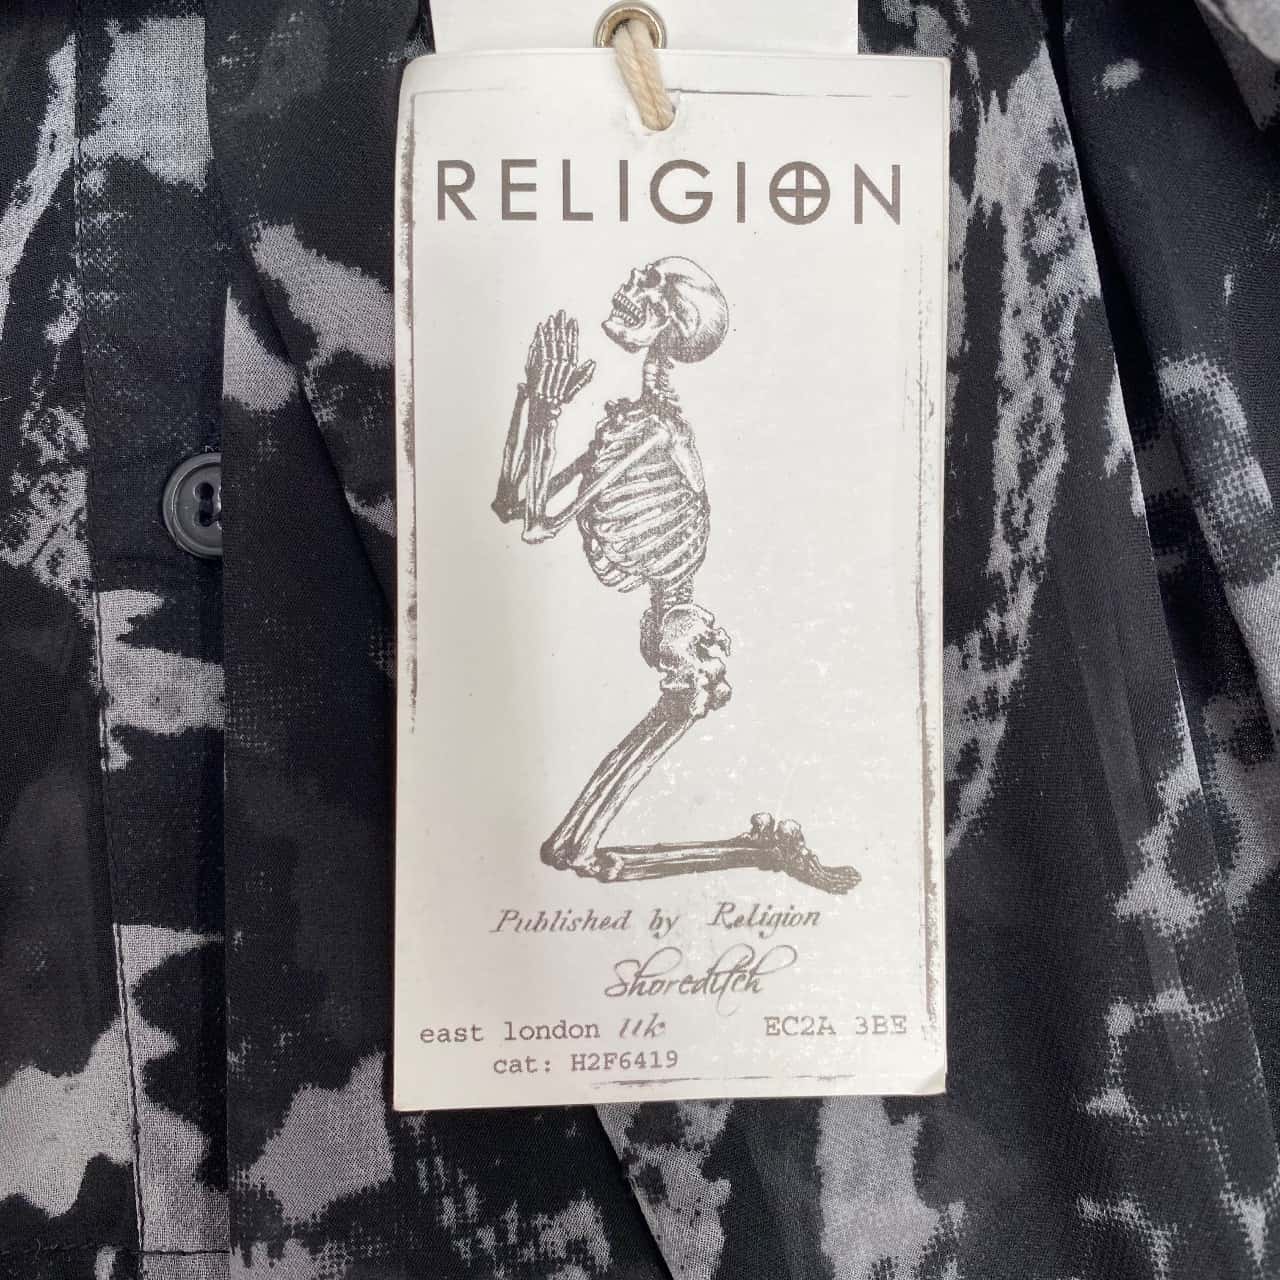 RELIGION
Published by Religion
Shoreditch
east london uk EC2A 3BE
cat: H2F6419